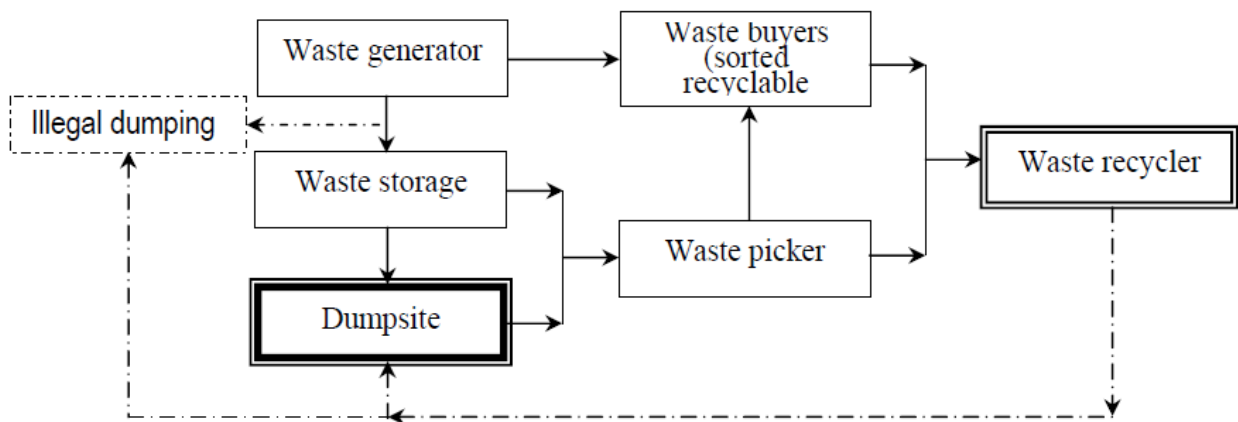 Waste generator
Waste buyers
(sorted
recyclable
Illegal dumping
Waste storage
Waste recycler
Waste picker
Dumpsite